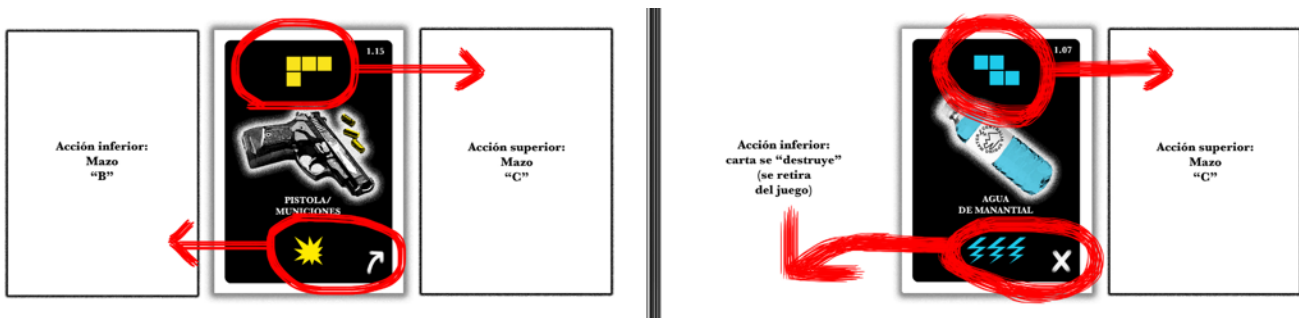 Acción inferior:
Mazo
“B”
1.15
PISTOLA/
MUNICIONES
Acción superior:
Mazo
“C”
Acción inferior:
carta se “destruye”
(se retira
del juego)
1.07
AGUA
DE MANANTIAL
X
Acción superior:
Mazo
“C”